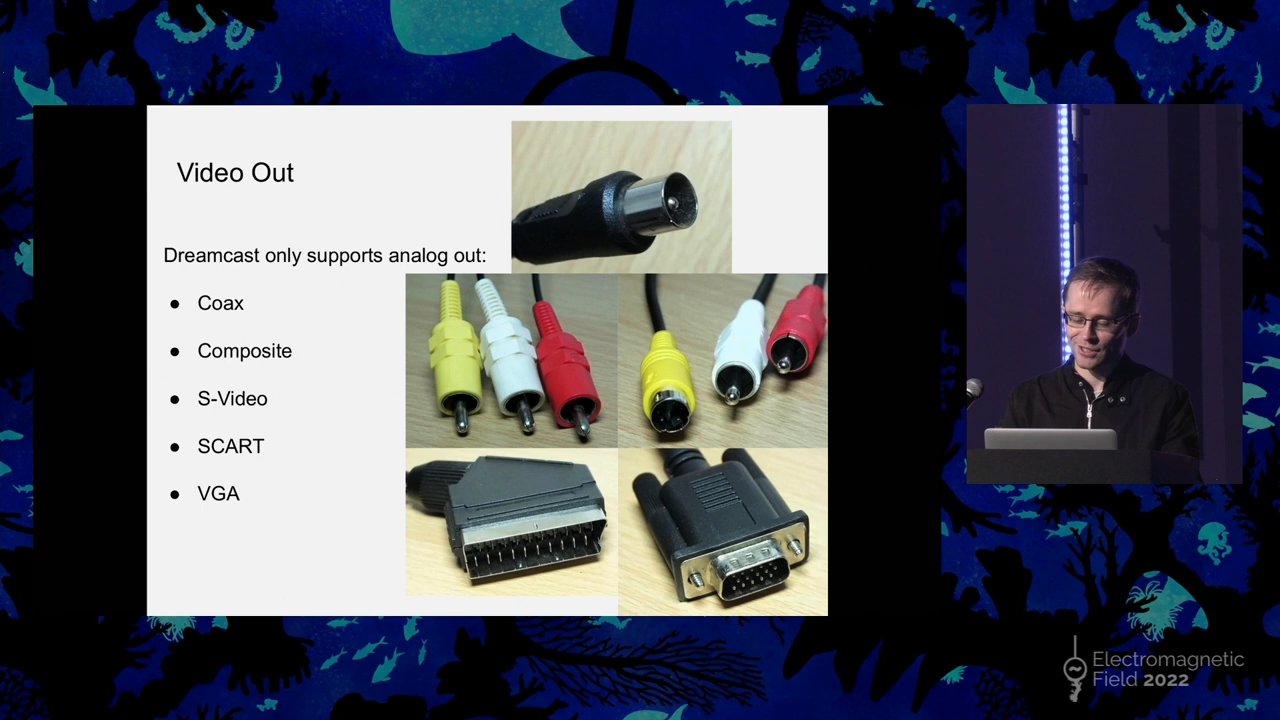 Video Out
Dreamcast only supports analog out:
● Coax
● Composite
● S-Video
● SCART
● VGA
Electromagnetic
Field 2022